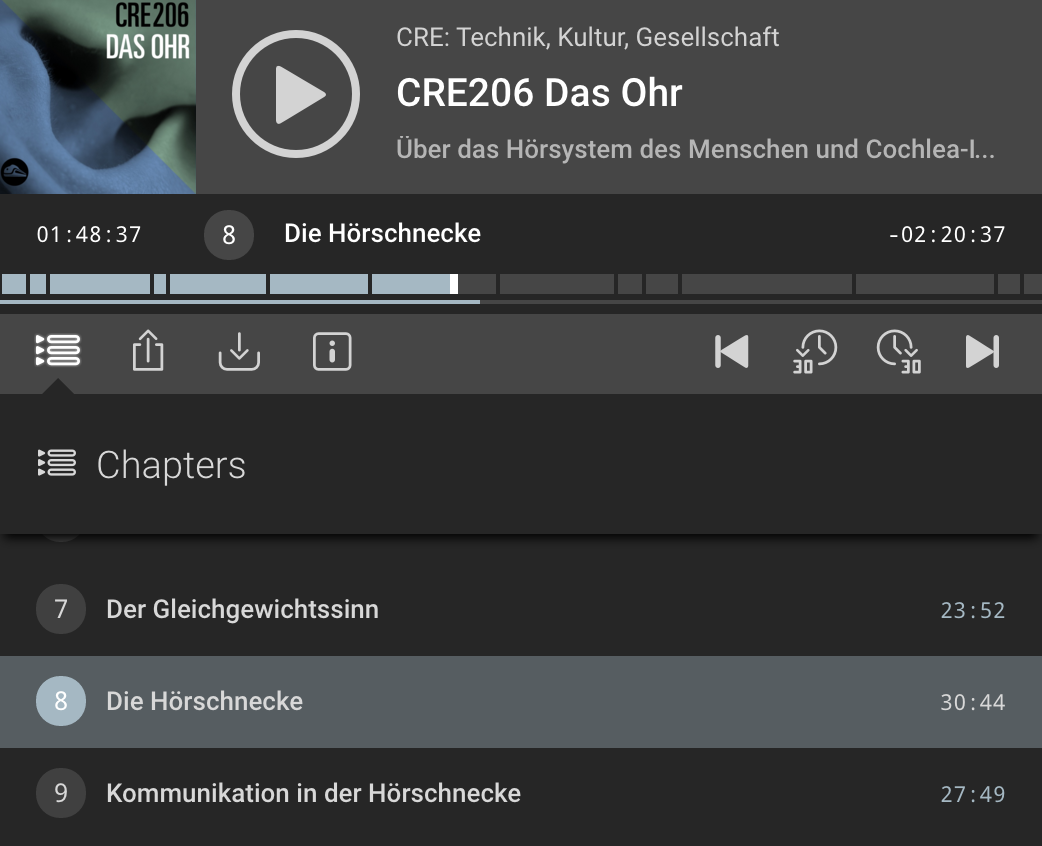 CRE206
DAS OHR
CRE: Technik, Kultur, Gesellschaft
CRE206 Das Ohr
Über das Hörsystem des Menschen und Cochlea-I...
01:48:37 8 Die Hörschnecke -02:20:37
30 30
Chapters
7 Der Gleichgewichtssinn 23:52
8 Die Hörschnecke 30:44
9 Kommunikation in der Hörschnecke 27:49